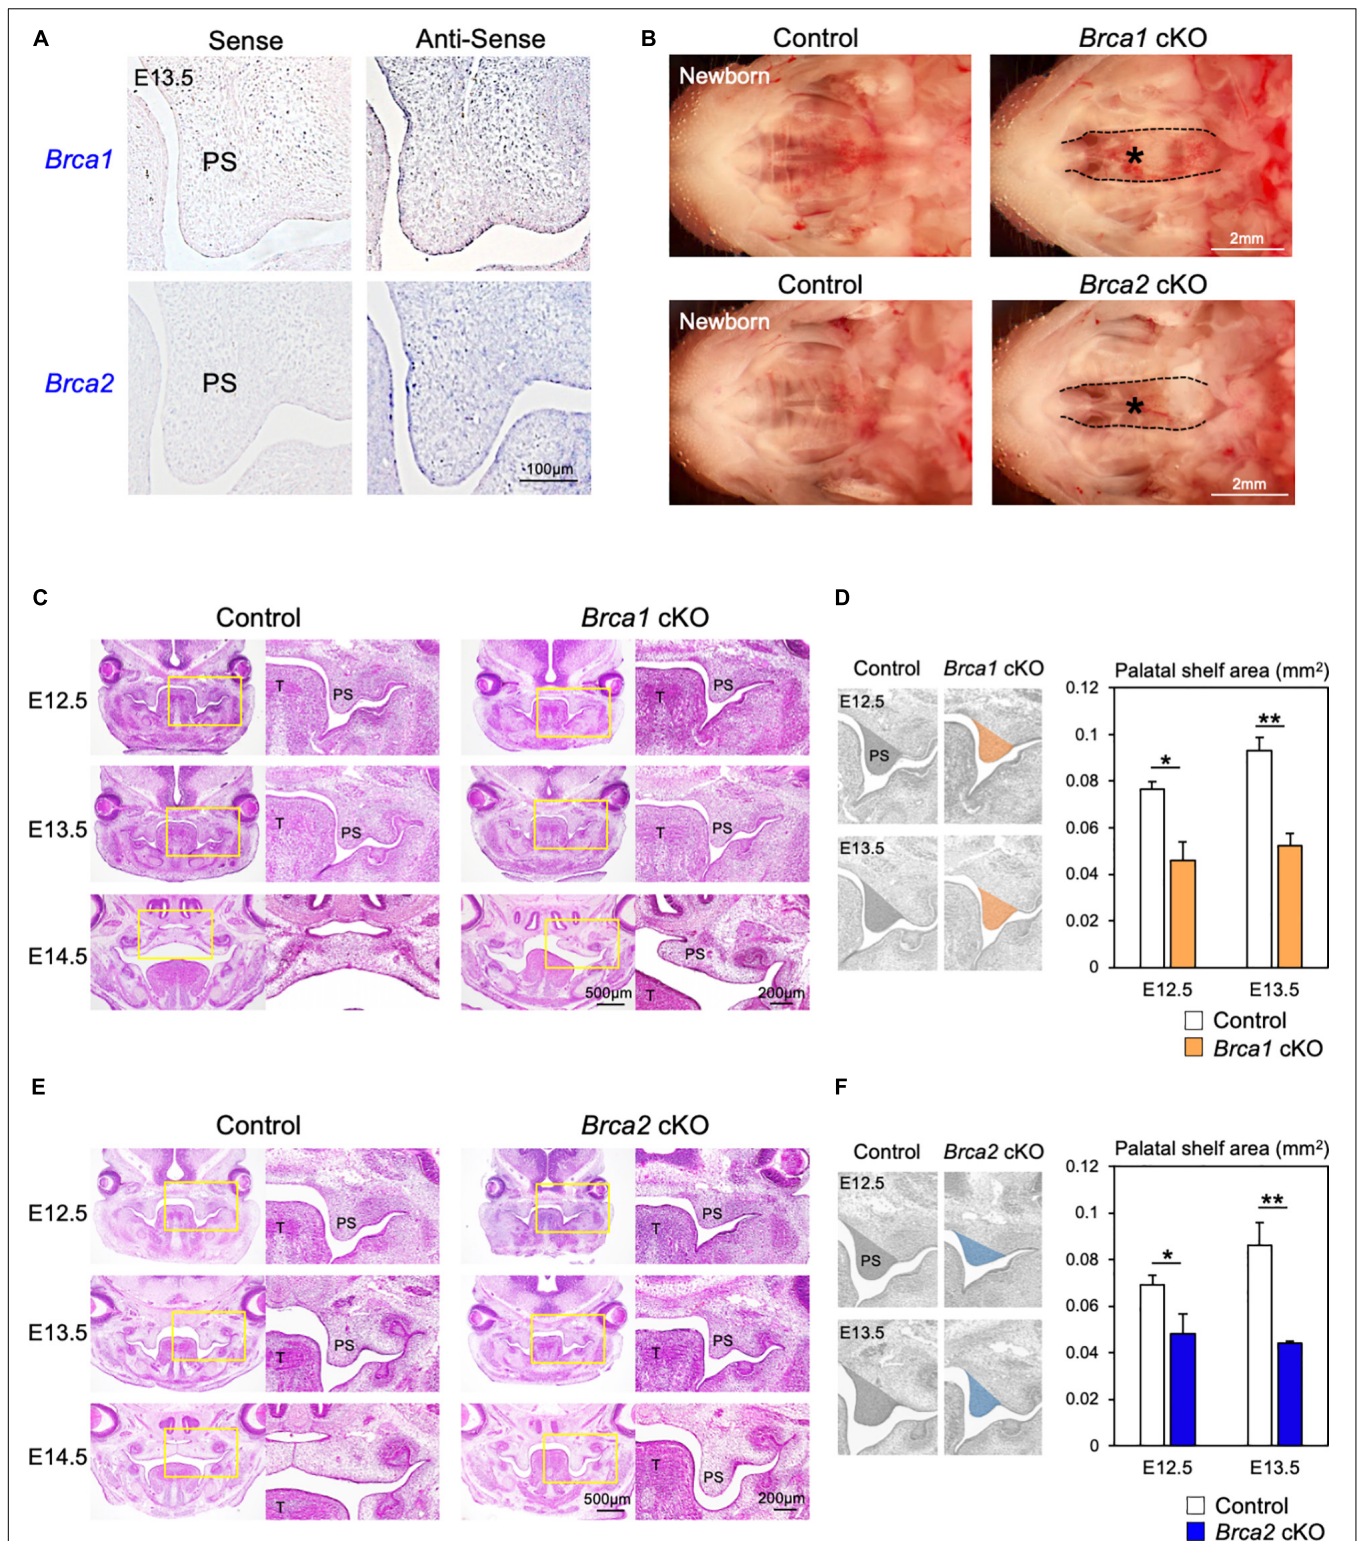 A
Sense
Anti-Sense
E13.5
Brca1
PS
Brca2
PS
100µm
B
Control
Brca1 cKO
Newborn
*
2mm
Control
Brca2 cKO
Newborn
*
2mm
C
Control
Brca1 cKO
E12.5
T
PS
T
PS
E13.5
T
PS
T
PS
E14.5
PS
T
500µm
200µm
D
Control
Brca1 cKO
E12.5
PS
E13.5
Palatal shelf area (mm²)
0.12
0.1
0.08
0.06
0.04
0.02
0
*
**
E12.5
E13.5
Control
Brca1 cKO
E
Control
Brca2 cKO
E12.5
T
PS
T
PS
E13.5
T
PS
T
PS
E14.5
T
T
PS
500µm
200µm
F
Control
Brca2 cKO
E12.5
PS
E13.5
Palatal shelf area (mm²)
0.12
0.1
0.08
0.06
0.04
0.02
0
*
**
E12.5
E13.5
Control
Brca2 cKO